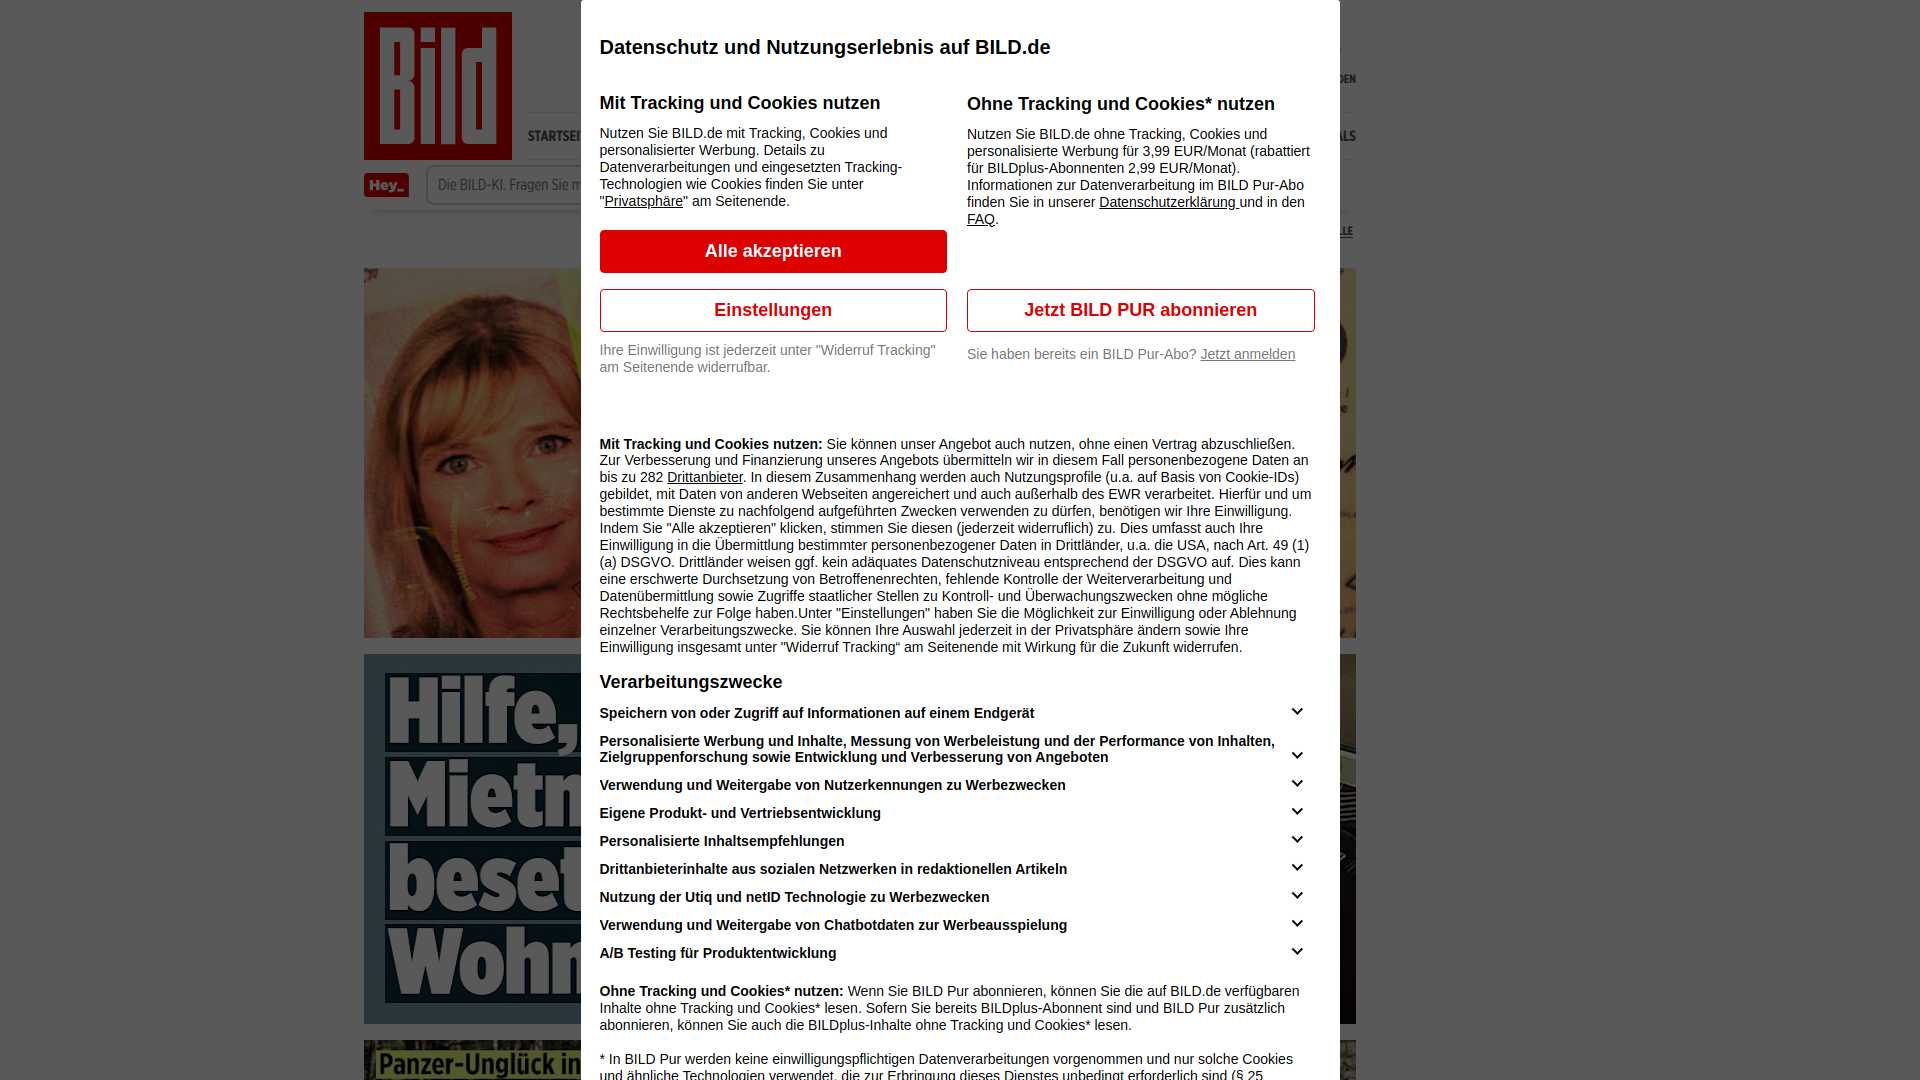 Bild
DEN
STARTSEI
ALS
Hey_
Die BILD-KI. Fragen Sie m
LLE
Hilfe,
Mietn
beset
Wohn
Panzer-Unglück in
Datenschutz und Nutzungserlebnis auf BILD.de
Mit Tracking und Cookies nutzen
Nutzen Sie BILD.de mit Tracking, Cookies und
personalisierter Werbung. Details zu
Datenverarbeitungen und eingesetzten Tracking-
Technologien wie Cookies finden Sie unter
"Privatsphäre" am Seitenende.
Alle akzeptieren
Einstellungen
Ihre Einwilligung ist jederzeit unter "Widerruf Tracking"
am Seitenende widerrufbar.
Ohne Tracking und Cookies* nutzen
Nutzen Sie BILD.de ohne Tracking, Cookies und
personalisierte Werbung für 3,99 EUR/Monat (rabattiert
für BILDplus-Abonnenten 2,99 EUR/Monat).
Informationen zur Datenverarbeitung im BILD Pur-Abo
finden Sie in unserer Datenschutzerklärung und in den
FAQ.
Jetzt BILD PUR abonnieren
Sie haben bereits ein BILD Pur-Abo? Jetzt anmelden
Mit Tracking und Cookies nutzen: Sie können unser Angebot auch nutzen, ohne einen Vertrag abzuschließen.
Zur Verbesserung und Finanzierung unseres Angebots übermitteln wir in diesem Fall personenbezogene Daten an
bis zu 282 Drittanbieter. In diesem Zusammenhang werden auch Nutzungsprofile (u.a. auf Basis von Cookie-IDs)
gebildet, mit Daten von anderen Webseiten angereichert und auch außerhalb des EWR verarbeitet. Hierfür und um
bestimmte Dienste zu nachfolgend aufgeführten Zwecken verwenden zu dürfen, benötigen wir Ihre Einwilligung.
Indem Sie "Alle akzeptieren" klicken, stimmen Sie diesen (jederzeit widerruflich) zu. Dies umfasst auch Ihre
Einwilligung in die Übermittlung bestimmter personenbezogener Daten in Drittländer, u.a. die USA, nach Art. 49 (1)
(a) DSGVO. Drittländer weisen ggf. kein adäquates Datenschutzniveau entsprechend der DSGVO auf. Dies kann
eine erschwerte Durchsetzung von Betroffenenrechten, fehlende Kontrolle der Weiterverarbeitung und
Datenübermittlung sowie Zugriffe staatlicher Stellen zu Kontroll- und Überwachungszwecken ohne mögliche
Rechtsbehelfe zur Folge haben.Unter "Einstellungen" haben Sie die Möglichkeit zur Einwilligung oder Ablehnung
einzelner Verarbeitungszwecke. Sie können Ihre Auswahl jederzeit in der Privatsphäre ändern sowie Ihre
Einwilligung insgesamt unter "Widerruf Tracking“ am Seitenende mit Wirkung für die Zukunft widerrufen.
Verarbeitungszwecke
Speichern von oder Zugriff auf Informationen auf einem Endgerät
Personalisierte Werbung und Inhalte, Messung von Werbeleistung und der Performance von Inhalten,
Zielgruppenforschung sowie Entwicklung und Verbesserung von Angeboten
Verwendung und Weitergabe von Nutzerkennungen zu Werbezwecken
Eigene Produkt- und Vertriebsentwicklung
Personalisierte Inhaltsempfehlungen
Drittanbieterinhalte aus sozialen Netzwerken in redaktionellen Artikeln
Nutzung der Utiq und netID Technologie zu Werbezwecken
Verwendung und Weitergabe von Chatbotdaten zur Werbeausspielung
A/B Testing für Produktentwicklung
Ohne Tracking und Cookies* nutzen: Wenn Sie BILD Pur abonnieren, können Sie die auf BILD.de verfügbaren
Inhalte ohne Tracking und Cookies* lesen. Sofern Sie bereits BILDplus-Abonnent sind und BILD Pur zusätzlich
abonnieren, können Sie auch die BILDplus-Inhalte ohne Tracking und Cookies* lesen.
* In BILD Pur werden keine einwilligungspflichtigen Datenverarbeitungen vorgenommen und nur solche Cookies
und ähnliche Technologien verwendet, die zur Erbringung dieses Dienstes unbedingt erforderlich sind (§ 25